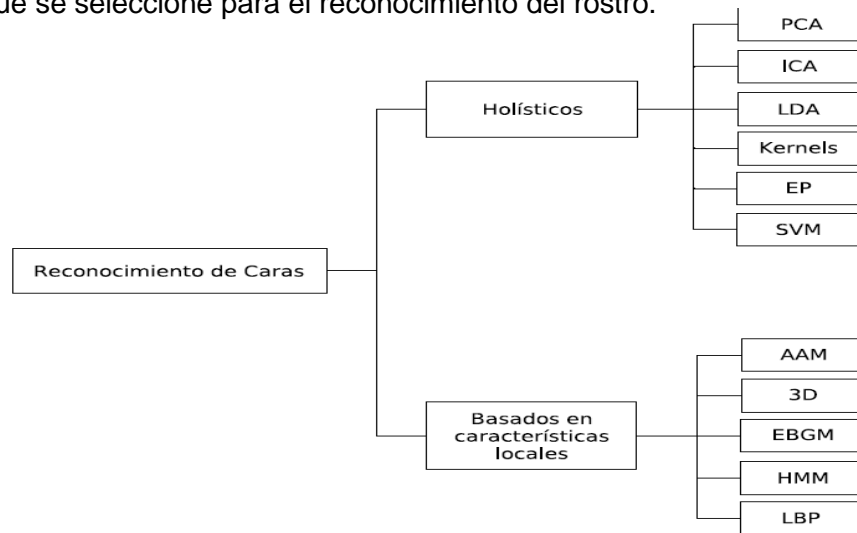 ue se seleccione para el reconocimiento del rostro.
Reconocimiento de Caras
Holísticos
PCA
ICA
LDA
Kernels
EP
SVM
Basados en
características
locales
AAM
3D
EBGM
HMM
LBP